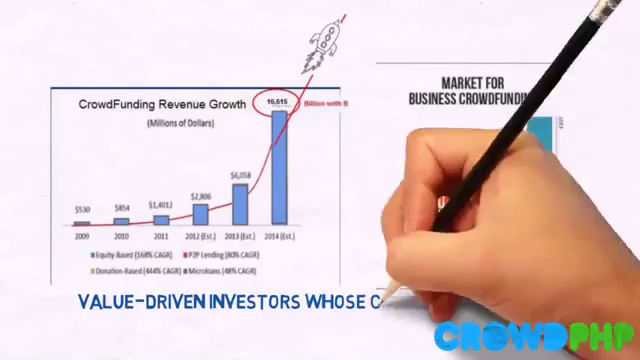 CrowdFunding Revenue Growth
(Millions of Dollars)
16,615
Billion with B
$6,058
$2,806
$1,4012
$854
$530
2009 2010 2011 2012 (Est.) 2013 (Est.) 2014 (Est.)
Equity-Based (168% CAGR) P2P Lending (80% CAGR)
Donation-Based (444% CAGR) Microloans (48% CAGR)
MARKET FOR
BUSINESS CROWDFUNDIN
VALUE-DRIVEN INVESTORS WHOSE C
CROWDPHP